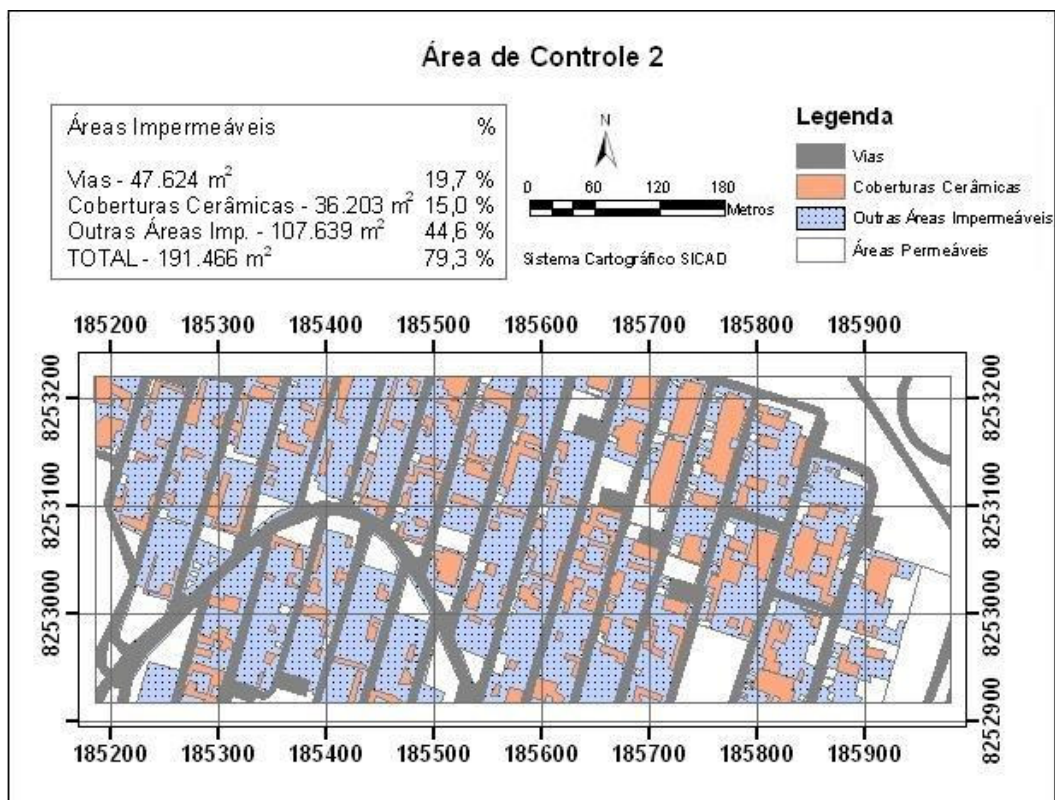 Área de Controle 2
Áreas Impermeáveis %
Vias - 47.624 m² 19,7 %
Coberturas Cerâmicas - 36.203 m² 15,0 %
Outras Áreas Imp. - 107.639 m² 44,6 %
TOTAL - 191.466 m² 79,3 %
N
0 60 120 180
Metros
Sistema Cartográfico SICAD
Legenda
Vias
Coberturas Cerâmicas
Outras Áreas Impermeáveis
Áreas Permeáveis
185200 185300 185400 185500 185600 185700 185800 185900
8253200 8253200
8253100 8253100
8253000 8253000
8252900 8252900
185200 185300 185400 185500 185600 185700 185800 185900